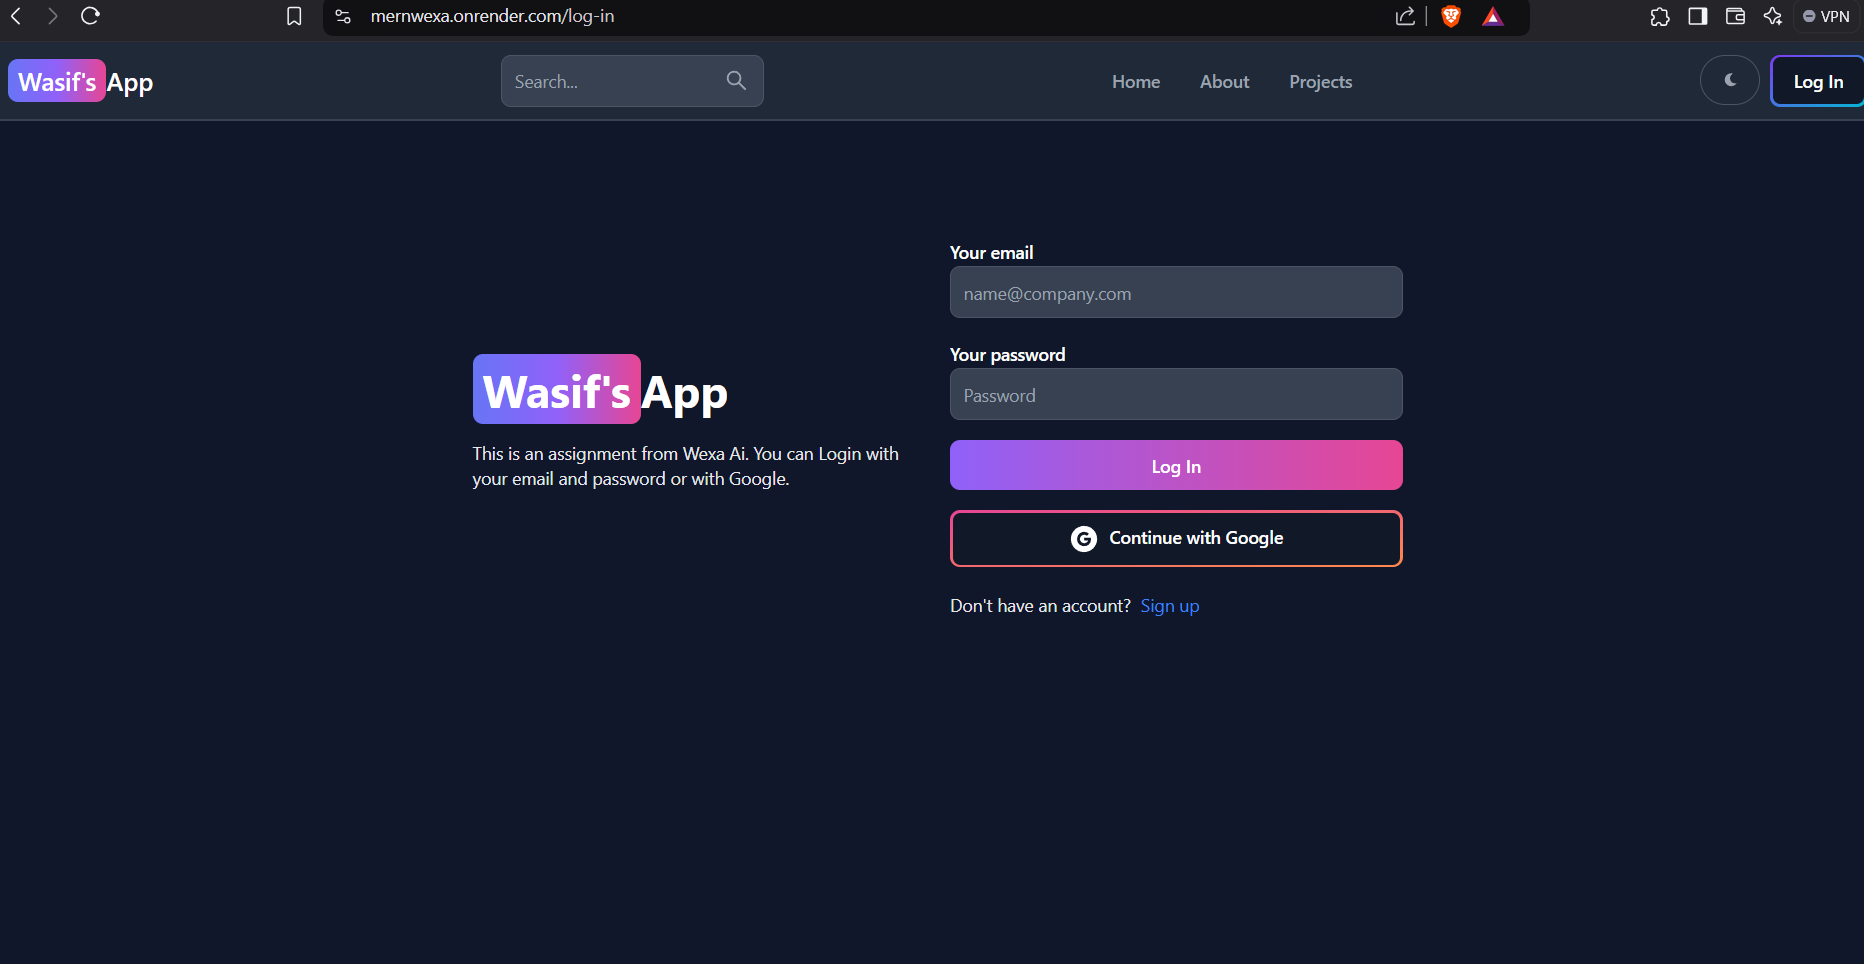 mernwexa.onrender.com/log-in
VPN
Wasif's App
Search...
Home
About
Projects
Log In
Your email
name@company.com
Your password
Password
Wasif's App
This is an assignment from Wexa Ai. You can Login with
your email and password or with Google.
Log In
G Continue with Google
Don't have an account? Sign up